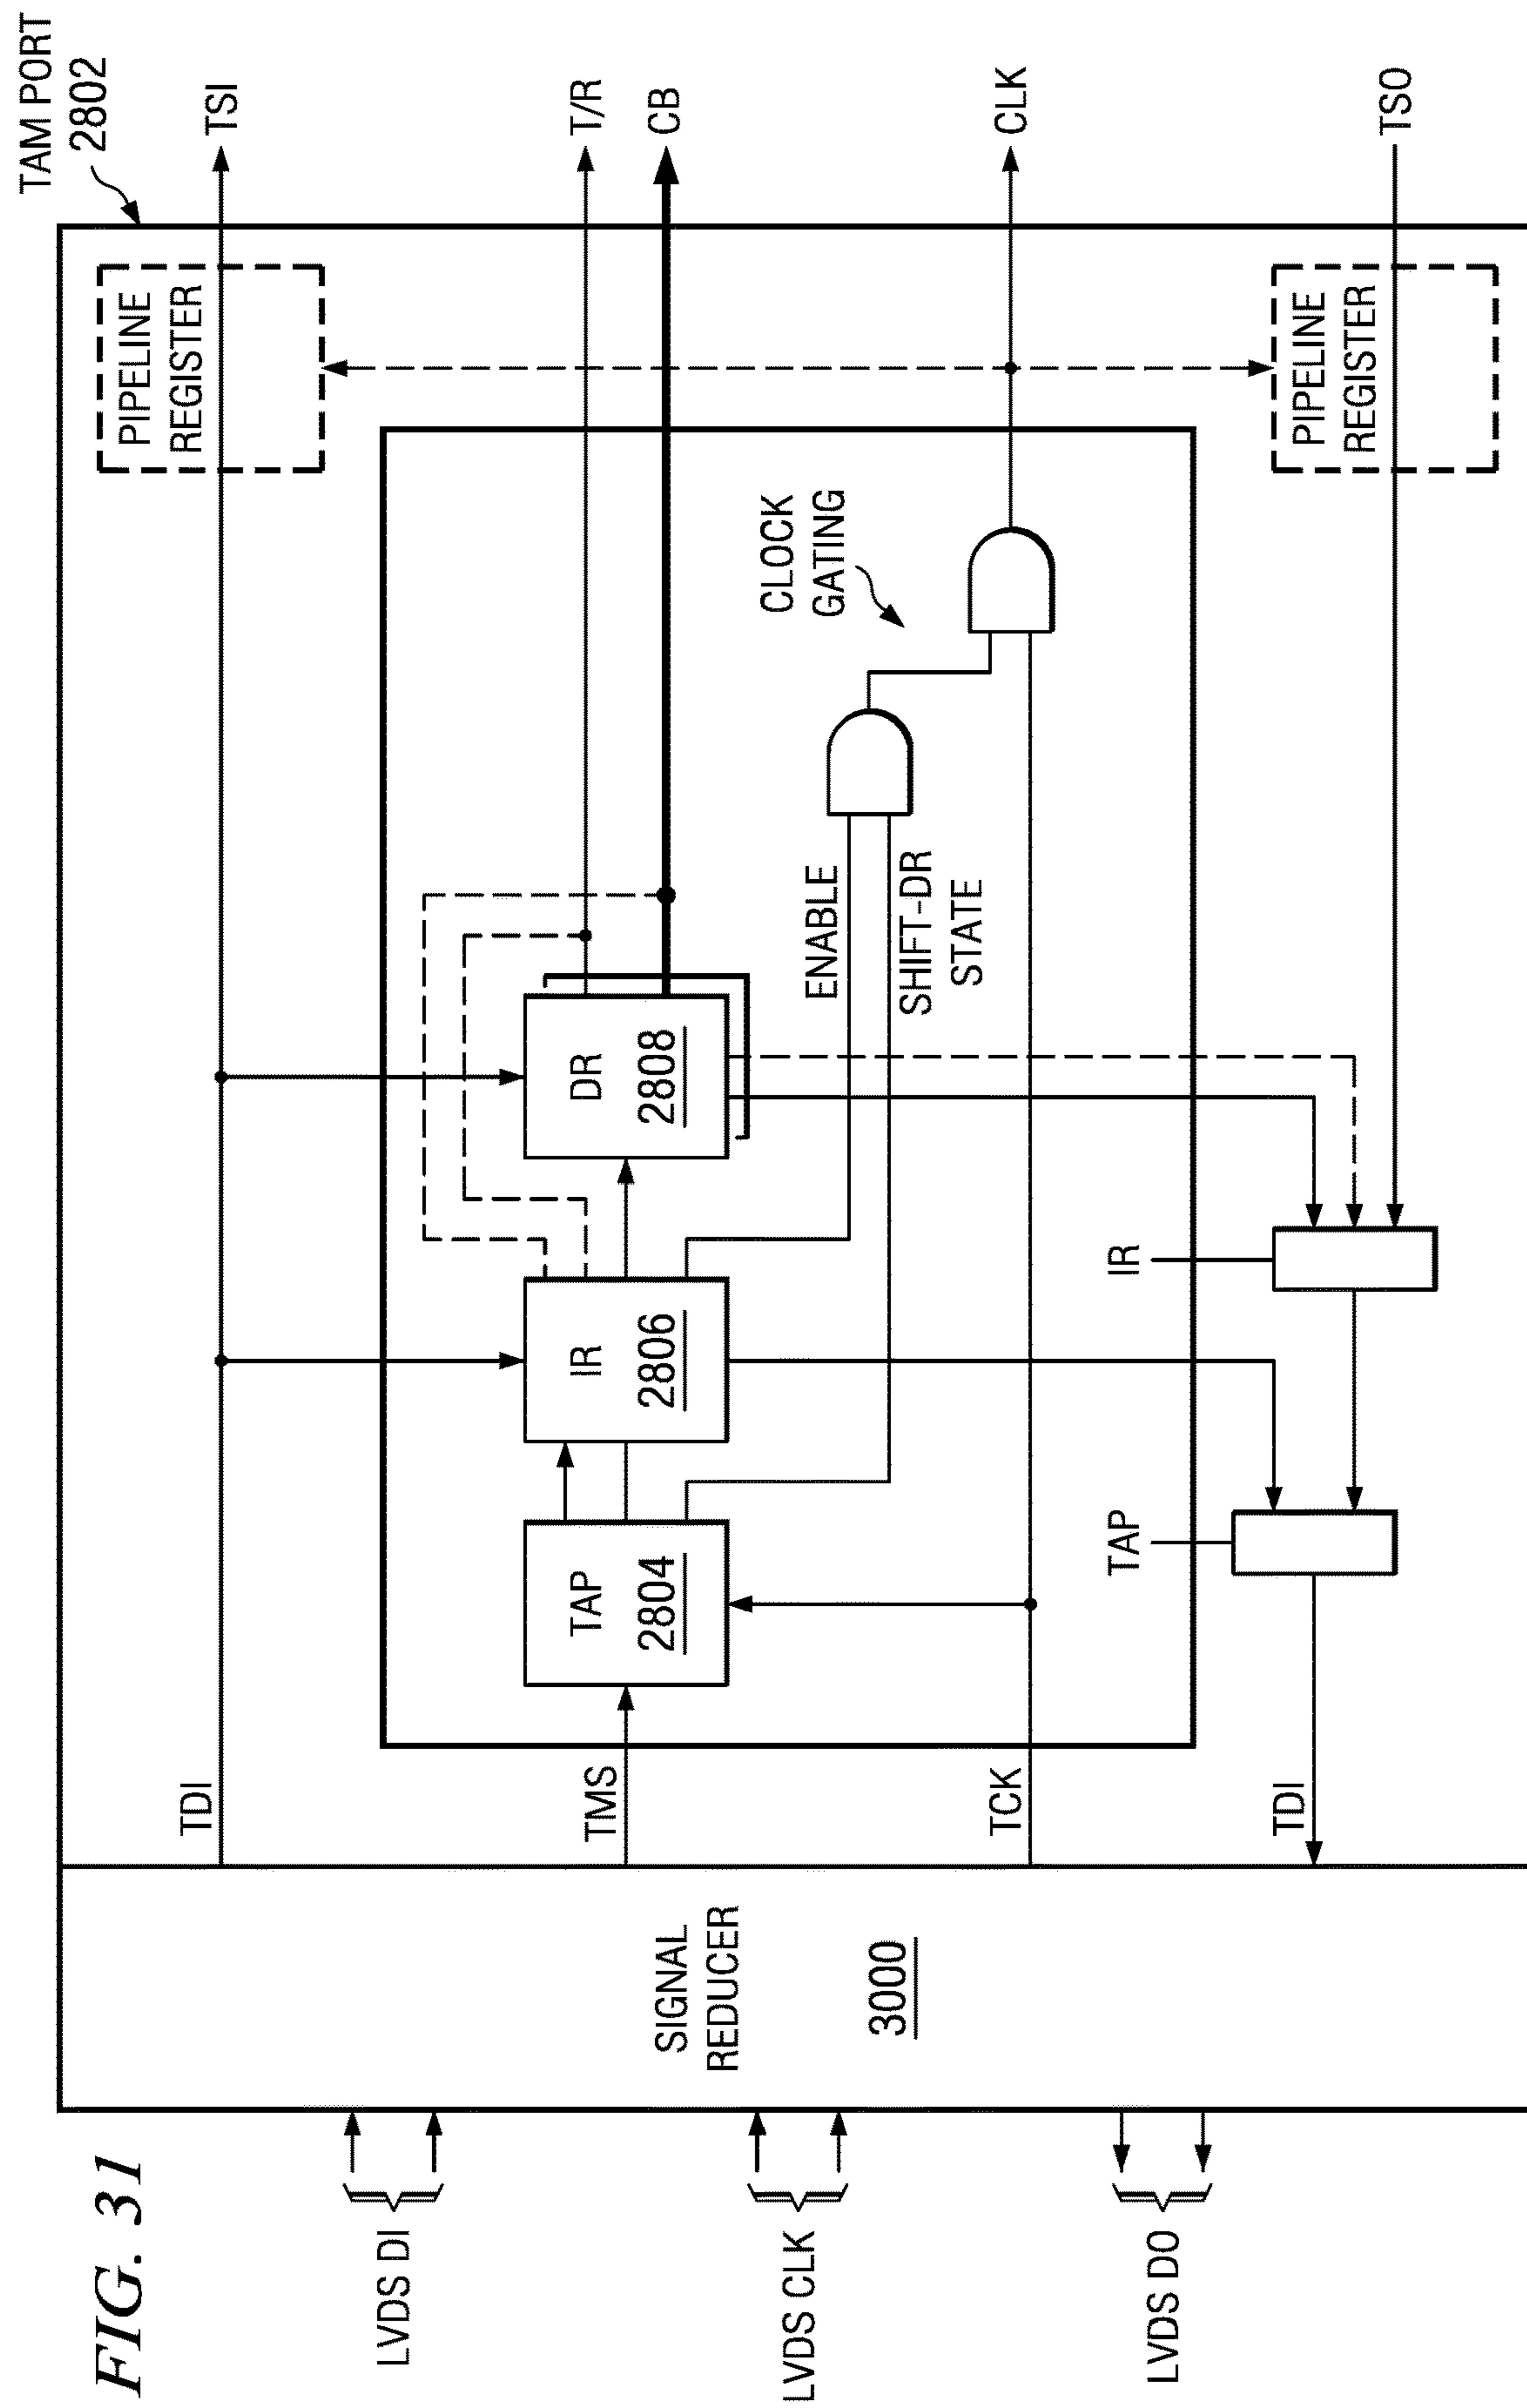 FIG. 31
TAM PORT
2802
LVDS DI
LVDS CLK
LVDS DO
SIGNAL
REDUCER
3000
TDI
TMS
TCK
TDI
TAP
2804
IR
2806
DR
2808
TAP
IR
ENABLE
SHIFT-DR
STATE
CLOCK
GATING
PIPELINE
REGISTER
PIPELINE
REGISTER
TSI
T/R
CB
CLK
TSO